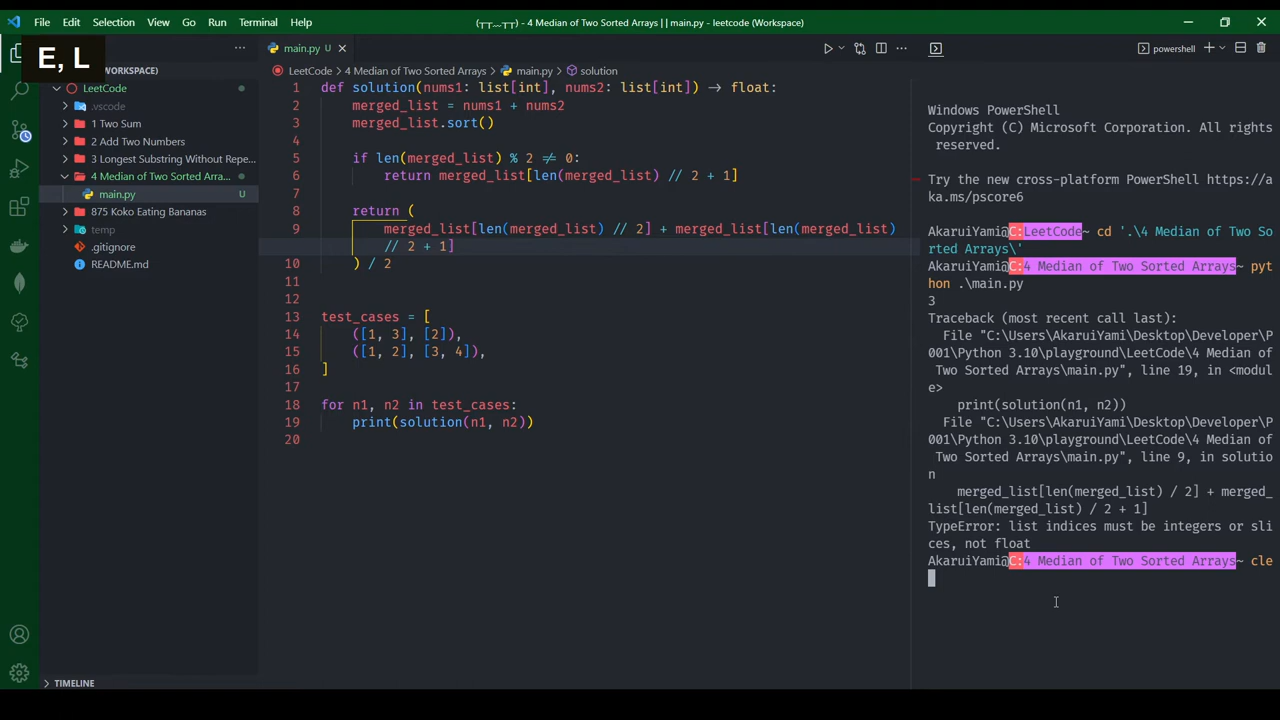 File Edit Selection View Go Run Terminal Help (┬┬﹏┬┬) - 4 Median of Two Sorted Arrays | | main.py - leetcode (Workspace)
E, L
WORKSPACE)
LeetCode
.vscode
1 Two Sum
2 Add Two Numbers
3 Longest Substring Without Repe...
4 Median of Two Sorted Arra...
main.py U
875 Koko Eating Bananas
temp
.gitignore
README.md
TIMELINE
main.py U
LeetCode > 4 Median of Two Sorted Arrays > main.py > solution
1 def solution(nums1: list[int], nums2: list[int]) → float:
2 merged_list = nums1 + nums2
3 merged_list.sort()
4
5 if len(merged_list) % 2 ≠ 0:
6 return merged_list[len(merged_list) // 2 + 1]
7
8 return (
9 merged_list[len(merged_list) // 2] + merged_list[len(merged_list)
// 2 + 1]
10 ) / 2
11
12
13 test_cases = [
14 ([1, 3], [2]),
15 ([1, 2], [3, 4]),
16 ]
17
18 for n1, n2 in test_cases:
19 print(solution(n1, n2))
20
powershell
Windows PowerShell
Copyright (C) Microsoft Corporation. All rights
reserved.
Try the new cross-platform PowerShell https://a
ka.ms/pscore6
AkaruiYami@C:LeetCode~ cd '.\4 Median of Two So
rted Arrays\'
AkaruiYami@C:4 Median of Two Sorted Arrays~ pyt
hon .\main.py
3
Traceback (most recent call last):
File "C:\Users\AkaruiYami\Desktop\Developer\P
001\Python 3.10\playground\LeetCode\4 Median of
Two Sorted Arrays\main.py", line 19, in <modul
e>
print(solution(n1, n2))
File "C:\Users\AkaruiYami\Desktop\Developer\P
001\Python 3.10\playground\LeetCode\4 Median of
Two Sorted Arrays\main.py", line 9, in solutio
n
merged_list[len(merged_list) / 2] + merged_
list[len(merged_list) / 2 + 1]
TypeError: list indices must be integers or sli
ces, not float
AkaruiYami@C:4 Median of Two Sorted Arrays~ cle